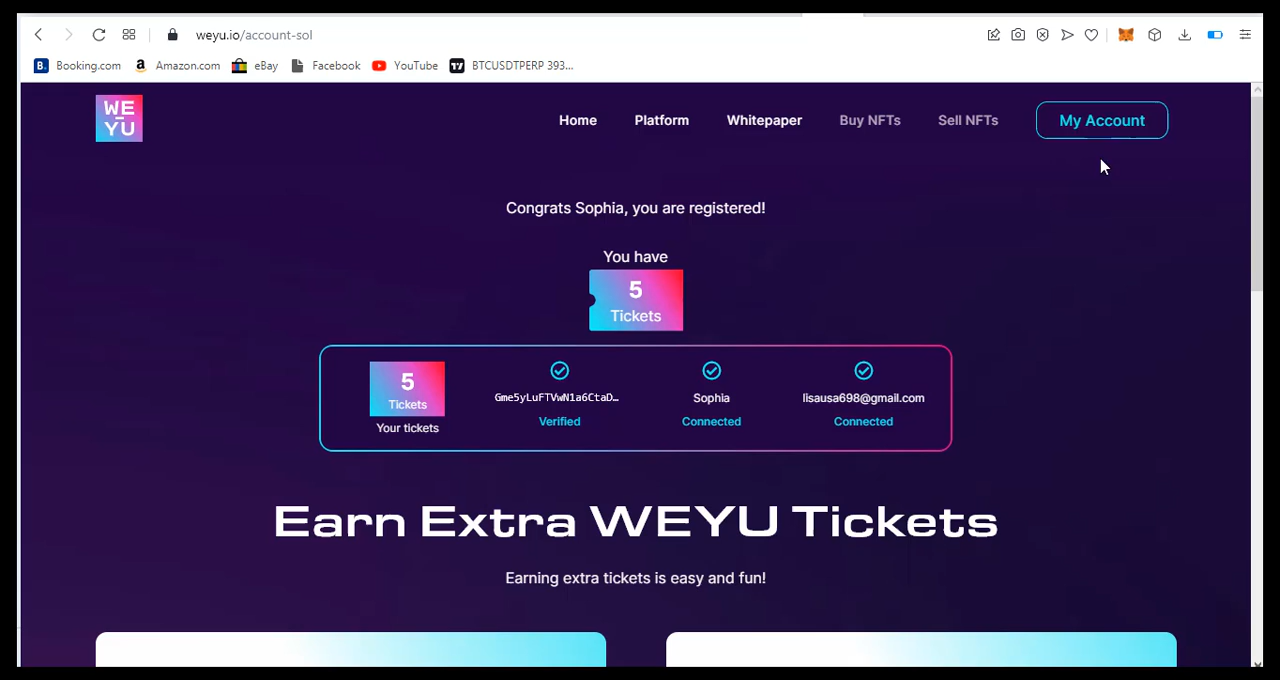 weyu.io/account-sol
B. Booking.com a Amazon.com eBay Facebook YouTube BTCUSDTPERP 393...
WE
YU
Home Platform Whitepaper Buy NFTs Sell NFTs My Account
Congrats Sophia, you are registered!
You have
5
Tickets
5
Tickets
Your tickets
Gme5yLuFTVwN1a6CtaD…
Verified
Sophia
Connected
lisausa698@gmail.com
Connected
Earn Extra WEYU Tickets
Earning extra tickets is easy and fun!